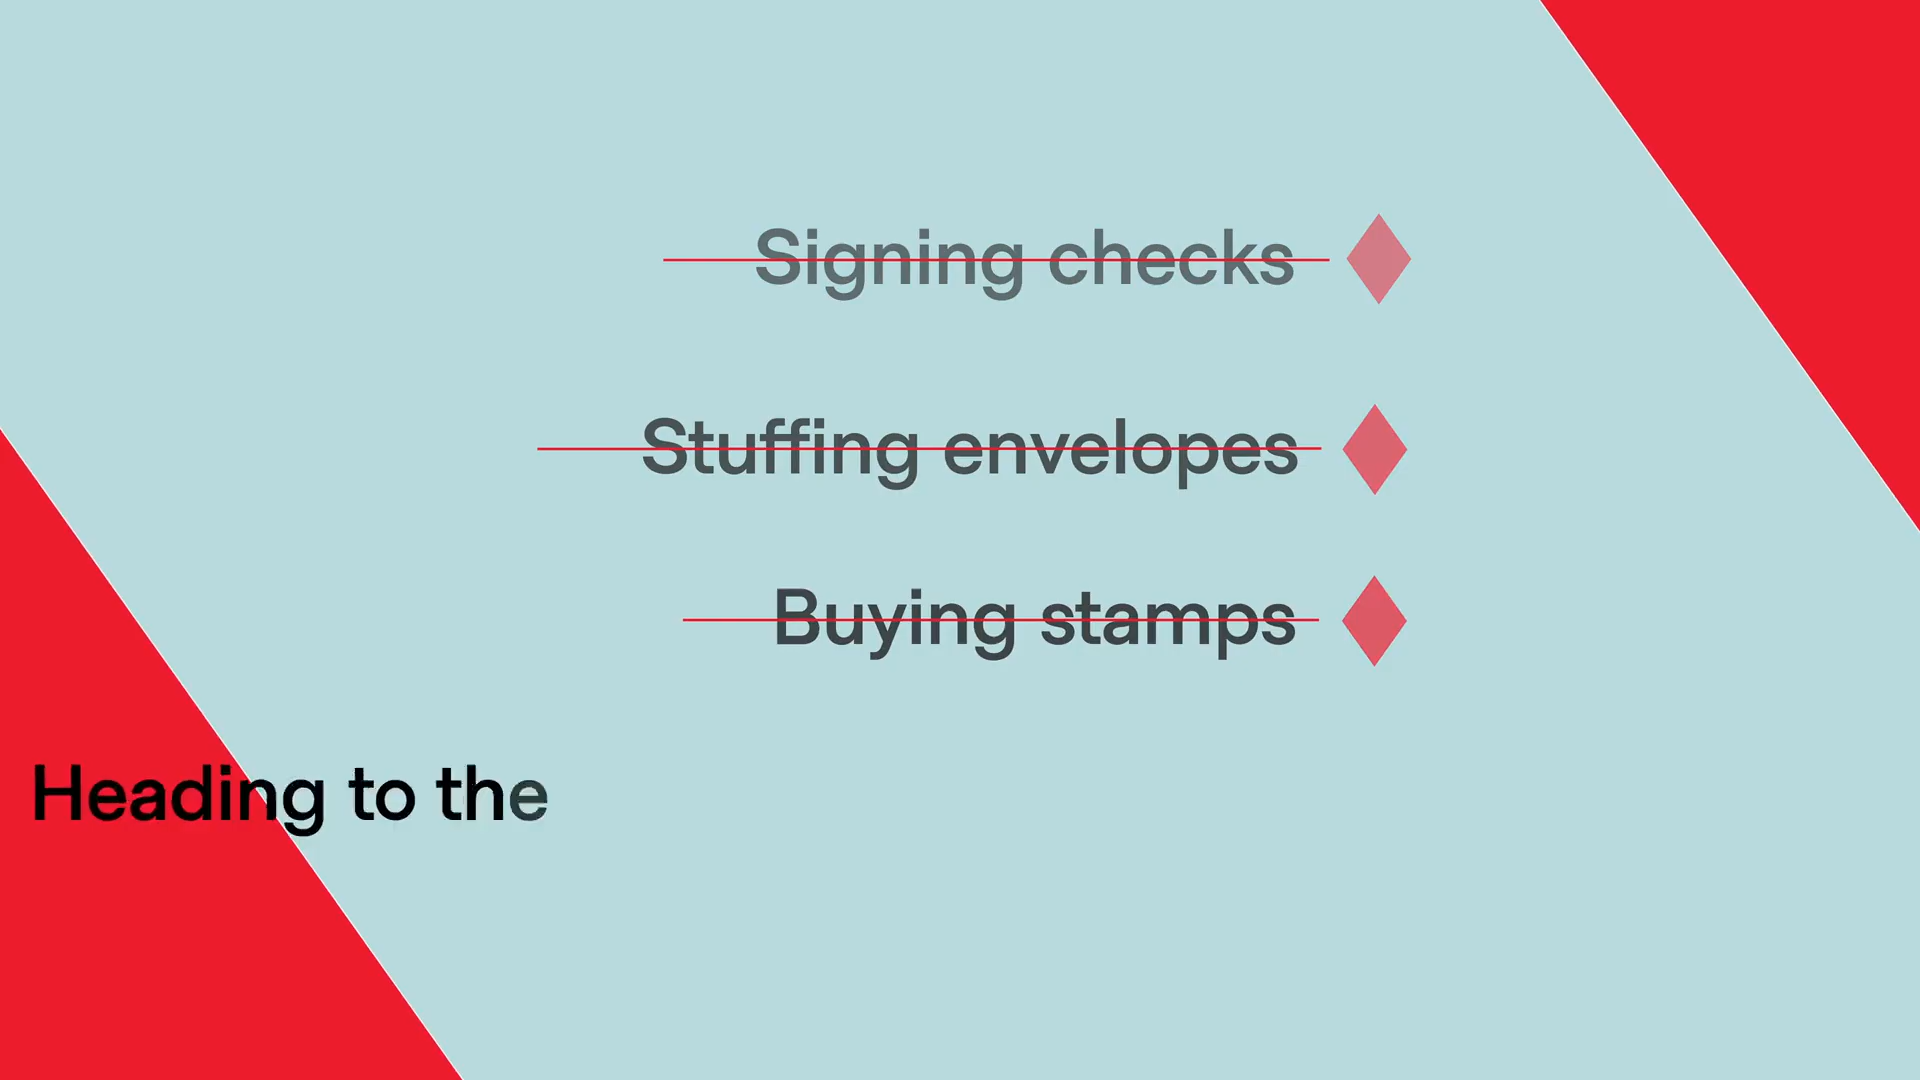 Signing checks
Stuffing envelopes
Buying stamps
Heading to the